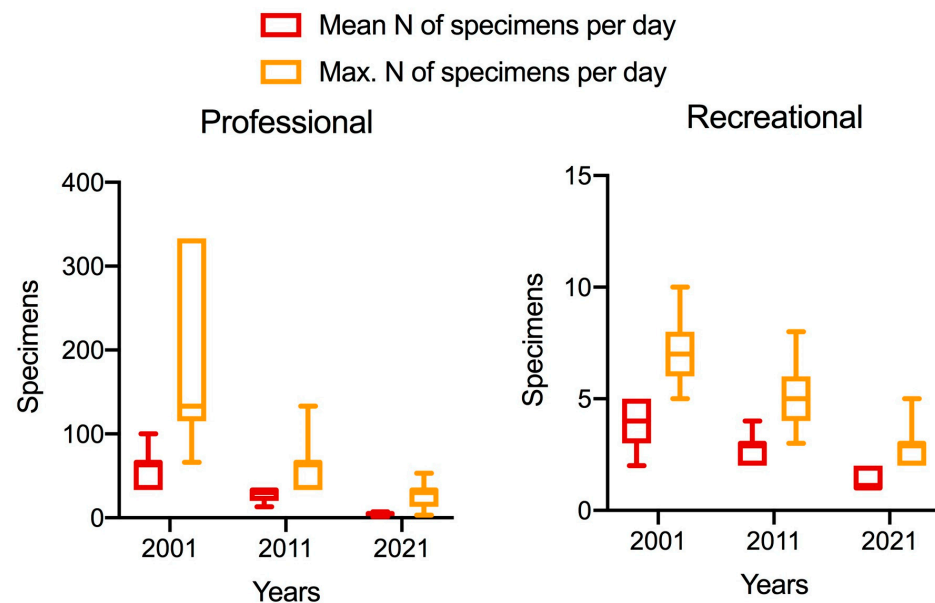 Mean N of specimens per day
Max. N of specimens per day
Professional
400
300
200
100
0
Specimens
2001 2011 2021
Years
Recreational
15
10
5
0
Specimens
2001 2011 2021
Years